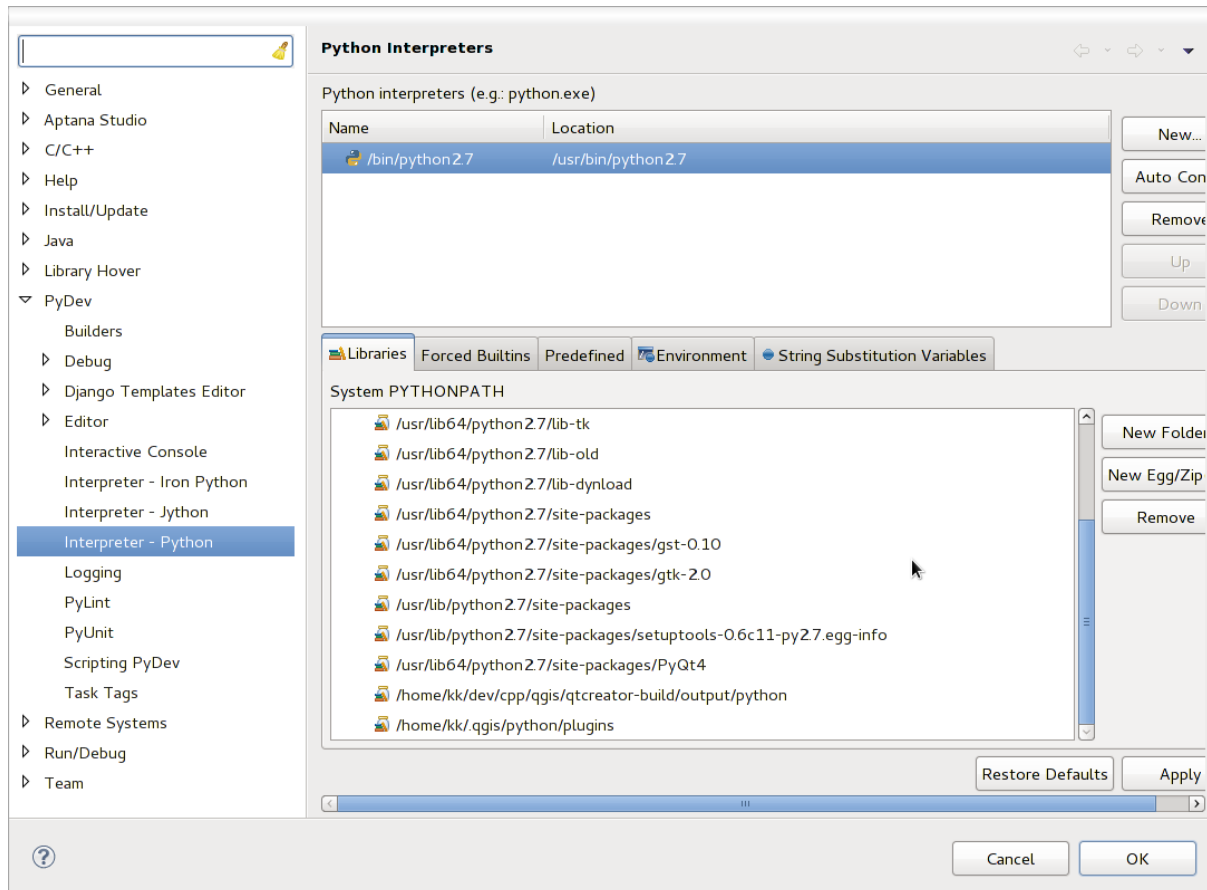 Python Interpreters
General
Aptana Studio
C/C++
Help
Install/Update
Java
Library Hover
PyDev
Builders
Debug
Django Templates Editor
Editor
Interactive Console
Interpreter - Iron Python
Interpreter - Jython
Interpreter - Python
Logging
PyLint
PyUnit
Scripting PyDev
Task Tags
Remote Systems
Run/Debug
Team
Python interpreters (e.g.: python.exe)
Name Location
/bin/python2.7 /usr/bin/python2.7
New...
Auto Con
Remove
Up
Down
Libraries Forced Builtins Predefined Environment String Substitution Variables
System PYTHONPATH
/usr/lib64/python2.7/lib-tk
/usr/lib64/python2.7/lib-old
/usr/lib64/python2.7/lib-dynload
/usr/lib64/python2.7/site-packages
/usr/lib64/python2.7/site-packages/gst-0.10
/usr/lib64/python2.7/site-packages/gtk-2.0
/usr/lib/python2.7/site-packages
/usr/lib/python2.7/site-packages/setuptools-0.6c11-py2.7.egg-info
/usr/lib64/python2.7/site-packages/PyQt4
/home/kk/dev/cpp/qgis/qtcreator-build/output/python
/home/kk/.qgis/python/plugins
New Folder
New Egg/Zip
Remove
Restore Defaults Apply
Cancel OK